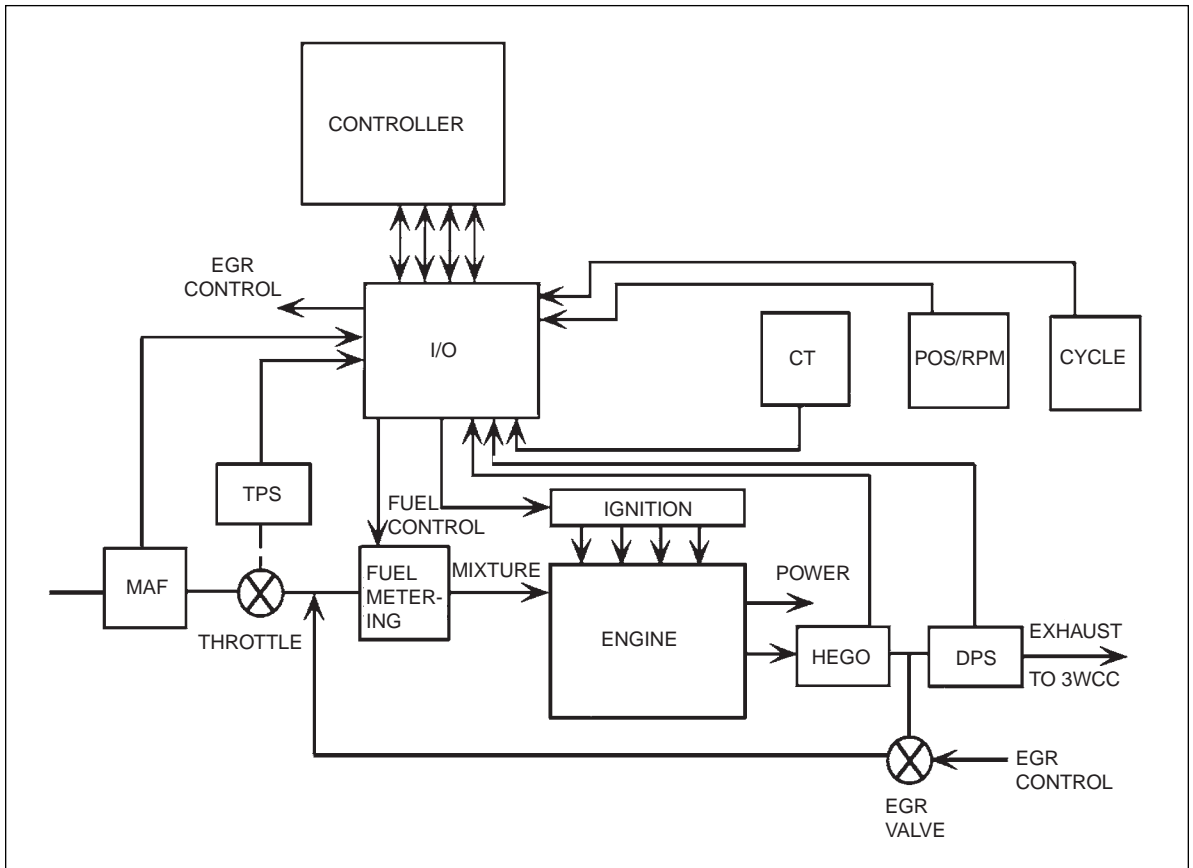 CONTROLLER
EGR
CONTROL
I/O
CT
POS/RPM
CYCLE
TPS
FUEL
CONTROL
IGNITION
MAF
THROTTLE
FUEL
METER-
ING
MIXTURE
ENGINE
POWER
HEGO
DPS
EXHAUST
TO 3WCC
EGR
CONTROL
EGR
VALVE